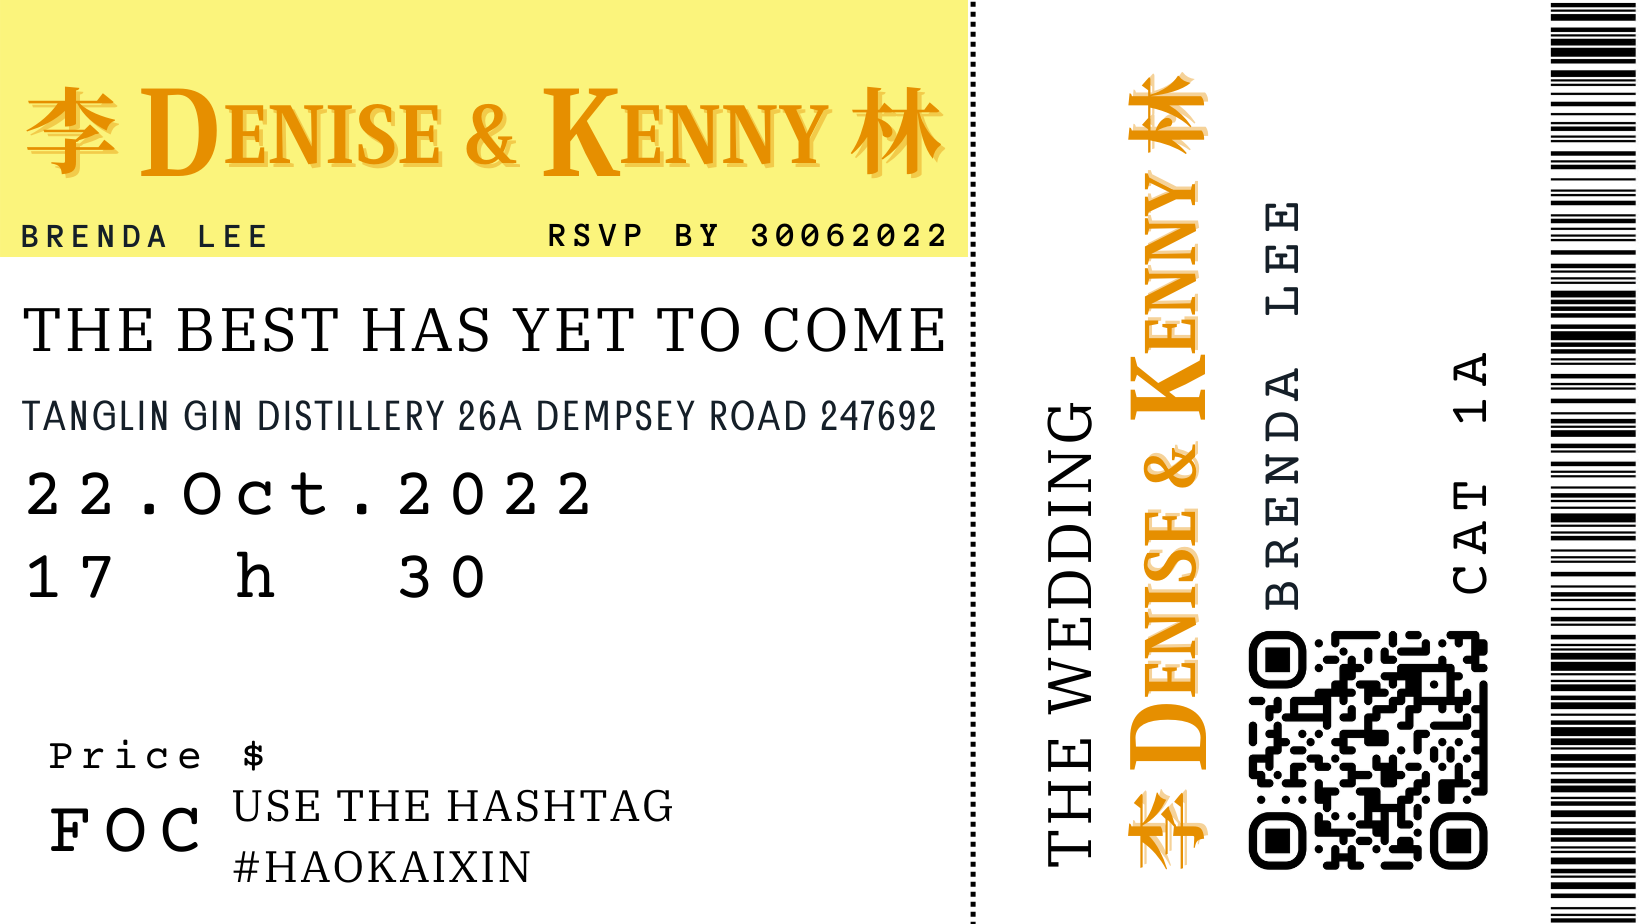 李 DENISE & KENNY 林
BRENDA LEE
RSVP BY 30062022
THE BEST HAS YET TO COME
TANGLIN GIN DISTILLERY 26A DEMPSEY ROAD 247692
22.Oct.2022
17 h 30
Price $
FOC
USE THE HASHTAG
#HAOKAIXIN
THE WEDDING
李 DENISE & KENNY 林
BRENDA LEE
CAT 1A